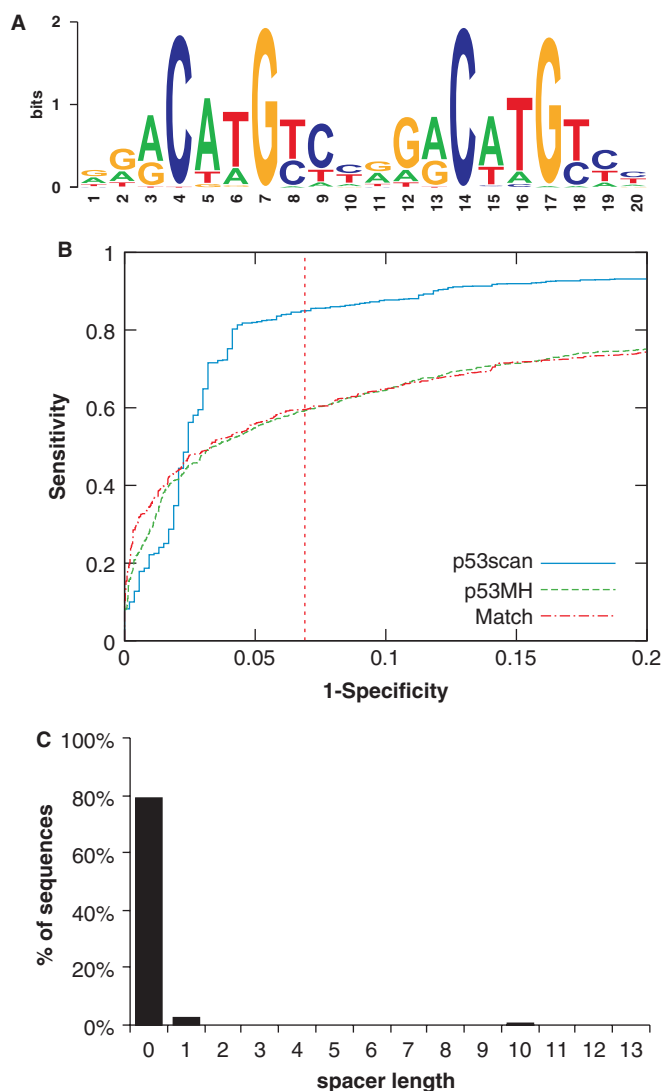 A
bits
2
1
0
1 2 3 4 5 6 7 8 9 10 11 12 13 14 15 16 17 18 19 20
B
Sensitivity
1
0.8
0.6
0.4
0.2
0
p53scan
p53MH
Match
0 0.05 0.1 0.15 0.2
1-Specificity
C
% of sequences
100%
80%
60%
40%
20%
0%
0 1 2 3 4 5 6 7 8 9 10 11 12 13
spacer length